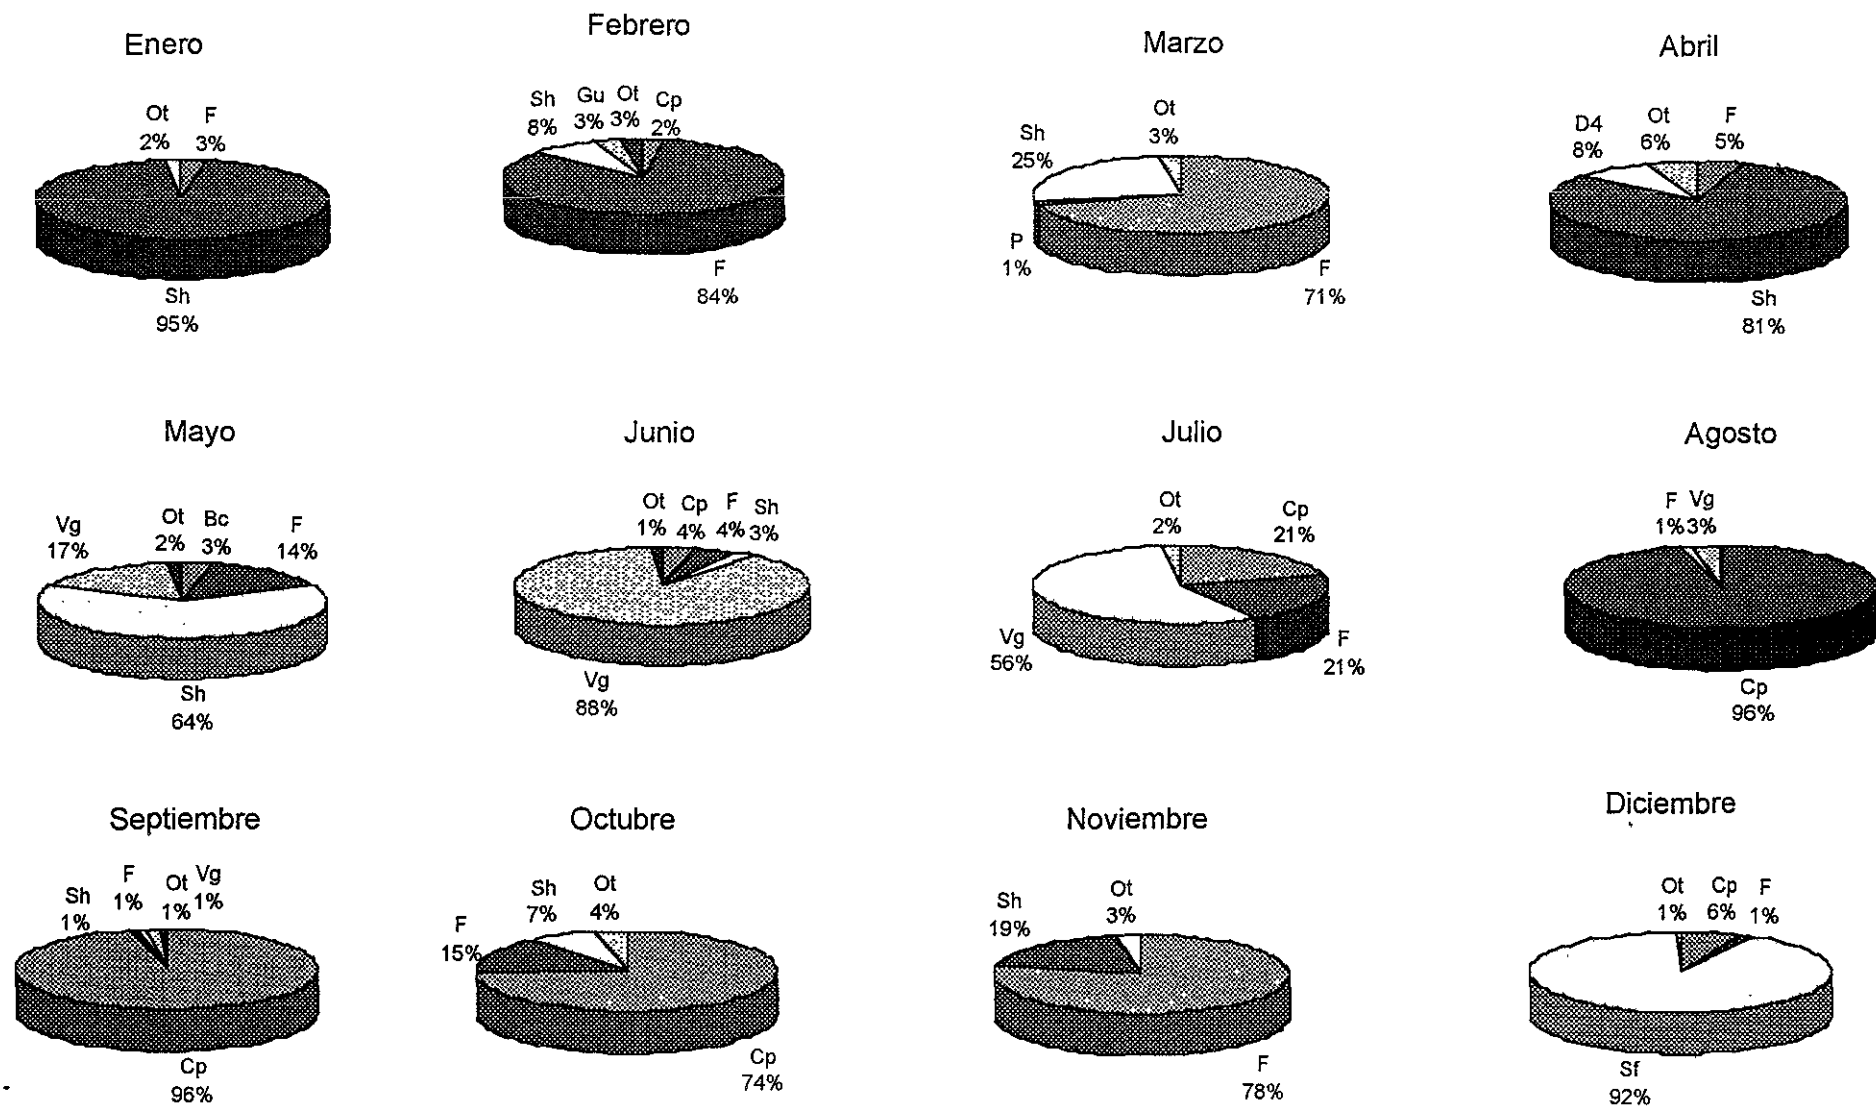 Enero
Ot
2%
F
3%
Sh
95%
Febrero
Sh
8%
Gu
3%
Ot
3%
Cp
2%
F
84%
Marzo
Sh
25%
Ot
3%
P
1%
F
71%
Abril
D4
8%
Ot
6%
F
5%
Sh
81%
Mayo
Vg
17%
Ot
2%
Bc
3%
F
14%
Sh
64%
Junio
Ot
1%
Cp
4%
F
4%
Sh
3%
Vg
88%
Julio
Ot
2%
Cp
21%
Vg
56%
F
21%
Agosto
F
1%
Vg
3%
Cp
96%
Septiembre
Sh
1%
F
1%
Ot
1%
Vg
1%
Cp
96%
Octubre
F
15%
Sh
7%
Ot
4%
Cp
74%
Noviembre
Sh
19%
Ot
3%
F
78%
Diciembre
Ot
1%
Cp
6%
F
1%
Sf
92%